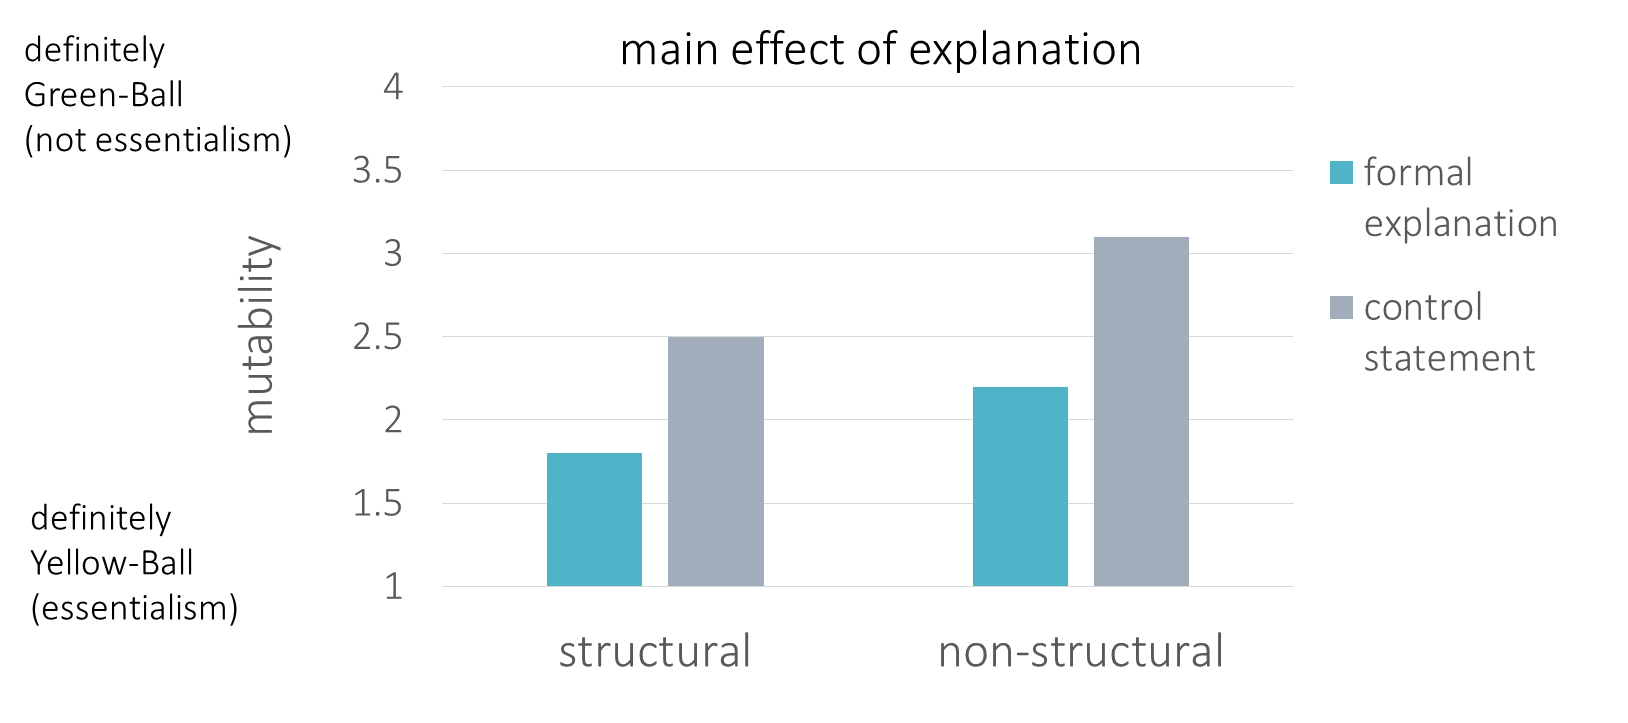 main effect of explanation
definitely
Green-Ball
(not essentialism)
mutability
definitely
Yellow-Ball
(essentialism)
4
3.5
3
2.5
2
1.5
1
structural
non-structural
formal
explanation
control
statement